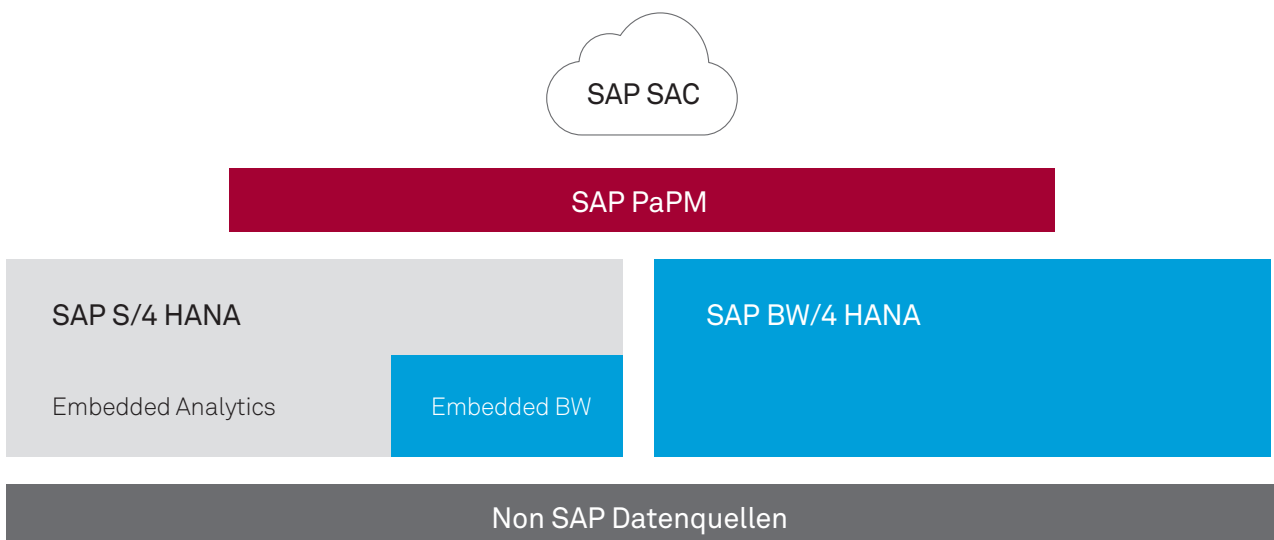 SAP SAC
SAP PaPM
SAP S/4 HANA
SAP BW/4 HANA
Embedded Analytics
Embedded BW
Non SAP Datenquellen